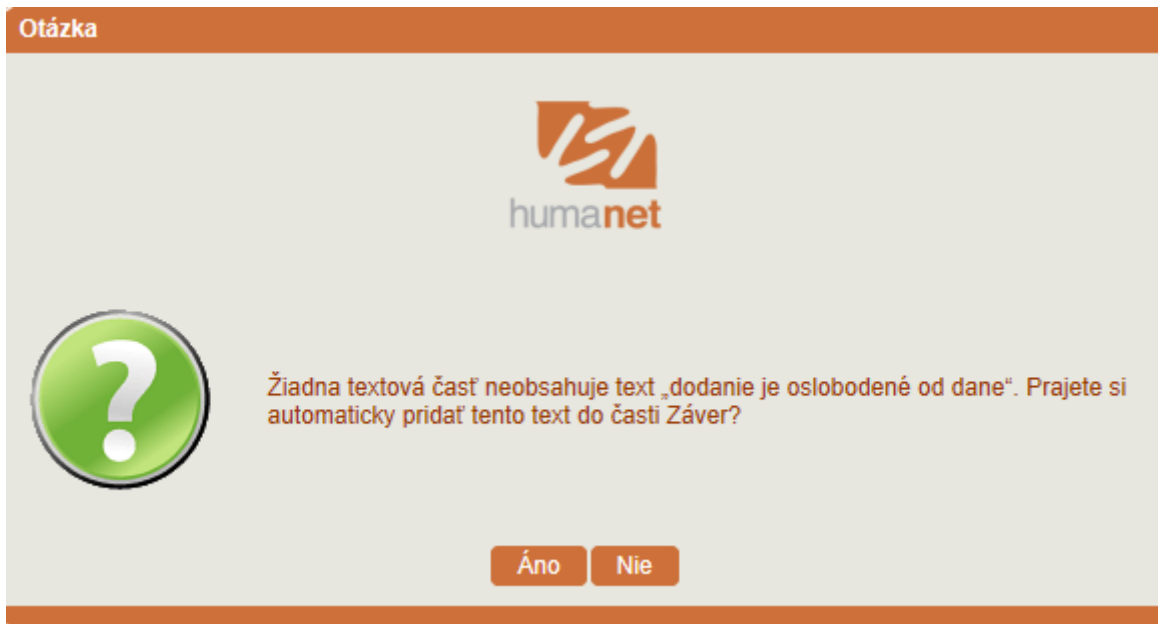 Otázka
humanet
Žiadna textová časť neobsahuje text „dodanie je oslobodené od dane“. Prajete si
automaticky pridať tento text do časti Záver?
Áno Nie